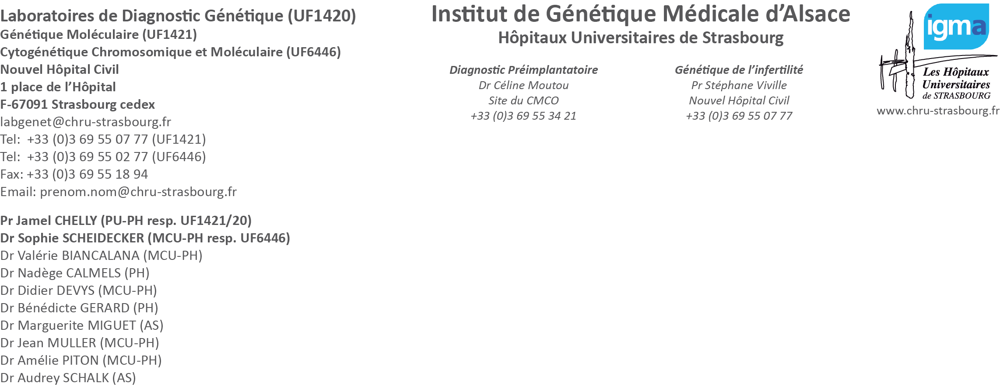 Laboratoires de Diagnostic Génétique (UF1420)
Génétique Moléculaire (UF1421)
Cytogénétique Chromosomique et Moléculaire (UF6446)
Nouvel Hôpital Civil
1 place de l’Hôpital
F-67091 Strasbourg cedex
labgenet@chru-strasbourg.fr
Tel: +33 (0)3 69 55 07 77 (UF1421)
Tel: +33 (0)3 69 55 02 77 (UF6446)
Fax: +33 (0)3 69 55 18 94
Email: prenom.nom@chru-strasbourg.fr
Pr Jamel CHELLY (PU-PH resp. UF1421/20)
Dr Sophie SCHEIDECKER (MCU-PH resp. UF6446)
Dr Valérie BIANCALANA (MCU-PH)
Dr Nadège CALMELS (PH)
Dr Didier DEVYS (MCU-PH)
Dr Bénédicte GERARD (PH)
Dr Marguerite MIGUET (AS)
Dr Jean MULLER (MCU-PH)
Dr Amélie PITON (MCU-PH)
Dr Audrey SCHALK (AS)
Institut de Génétique Médicale d’Alsace
Hôpitaux Universitaires de Strasbourg
Diagnostic Préimplantatoire
Dr Céline Moutou
Site du CMCO
+33 (0)3 69 55 34 21
Génétique de l’infertilité
Pr Stéphane Viville
Nouvel Hôpital Civil
+33 (0)3 69 55 07 77
igma
Les Hôpitaux
Universitaires
de STRASBOURG
www.chru-strasbourg.fr